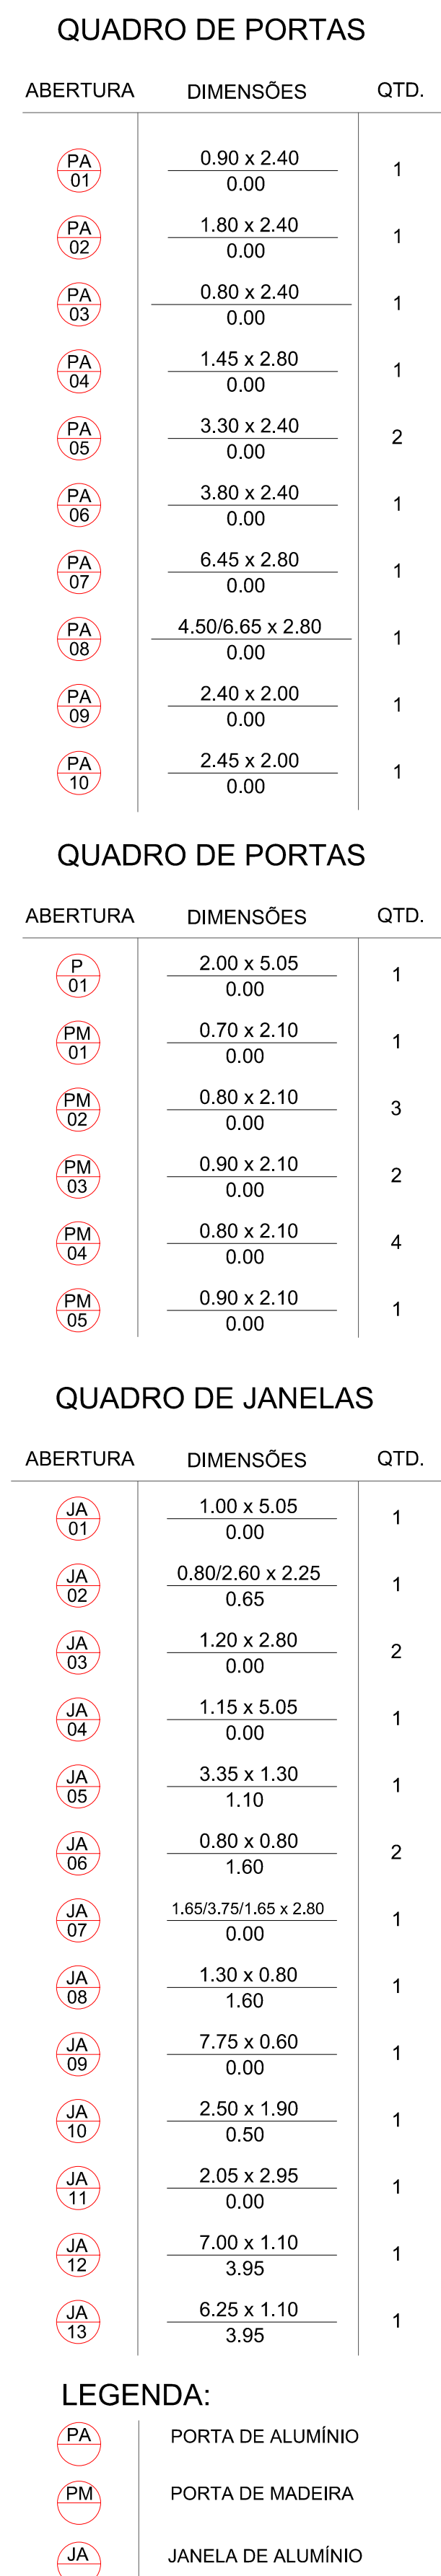 QUADRO DE PORTAS
ABERTURA DIMENSÕES QTD.
PA 01 0.90 x 2.40 1
0.00
PA 02 1.80 x 2.40 1
0.00
PA 03 0.80 x 2.40 1
0.00
PA 04 1.45 x 2.80 1
0.00
PA 05 3.30 x 2.40 2
0.00
PA 06 3.80 x 2.40 1
0.00
PA 07 6.45 x 2.80 1
0.00
PA 08 4.50/6.65 x 2.80 1
0.00
PA 09 2.40 x 2.00 1
0.00
PA 10 2.45 x 2.00 1
0.00
QUADRO DE PORTAS
ABERTURA DIMENSÕES QTD.
P 01 2.00 x 5.05 1
0.00
PM 01 0.70 x 2.10 1
0.00
PM 02 0.80 x 2.10 3
0.00
PM 03 0.90 x 2.10 2
0.00
PM 04 0.80 x 2.10 4
0.00
PM 05 0.90 x 2.10 1
0.00
QUADRO DE JANELAS
ABERTURA DIMENSÕES QTD.
JA 01 1.00 x 5.05 1
0.00
JA 02 0.80/2.60 x 2.25 1
0.65
JA 03 1.20 x 2.80 2
0.00
JA 04 1.15 x 5.05 1
0.00
JA 05 3.35 x 1.30 1
1.10
JA 06 0.80 x 0.80 2
1.60
JA 07 1.65/3.75/1.65 x 2.80 1
0.00
JA 08 1.30 x 0.80 1
1.60
JA 09 7.75 x 0.60 1
0.00
JA 10 2.50 x 1.90 1
0.50
JA 11 2.05 x 2.95 1
0.00
JA 12 7.00 x 1.10 1
3.95
JA 13 6.25 x 1.10 1
3.95
LEGENDA:
PA PORTA DE ALUMÍNIO
PM PORTA DE MADEIRA
JA JANELA DE ALUMÍNIO